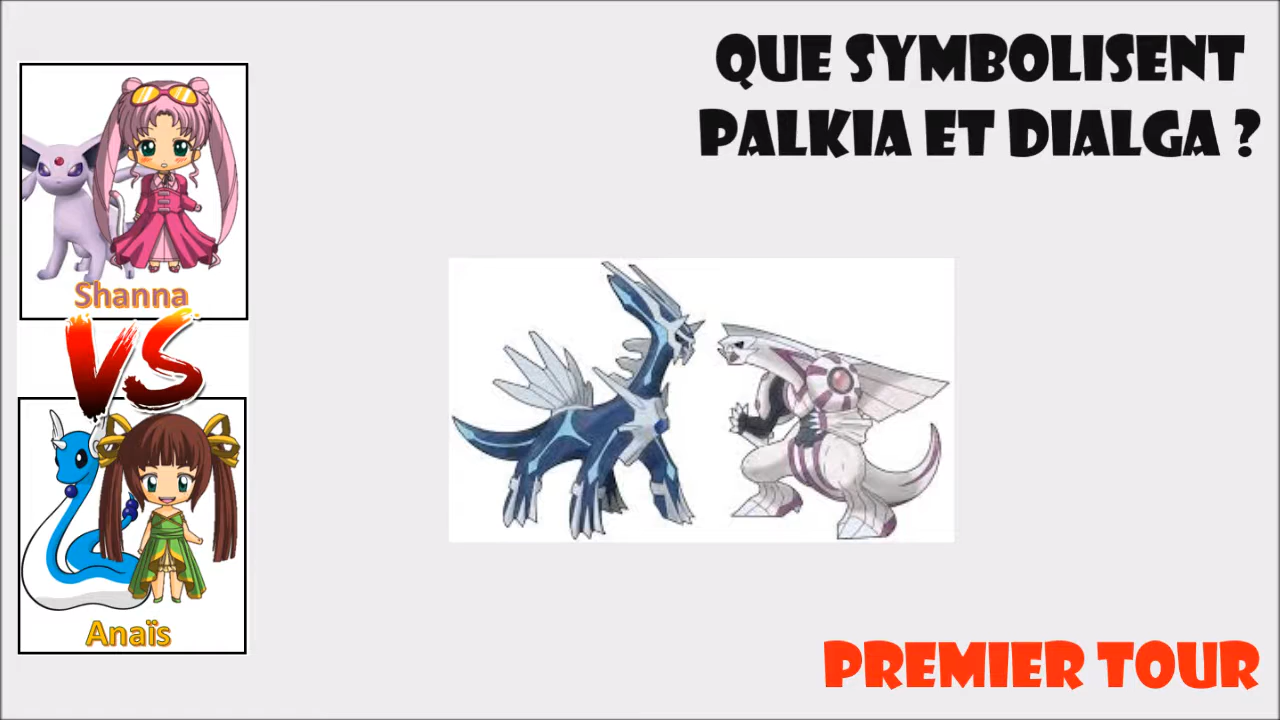 QUE SYMBOLISENT
PALKIA ET DIALGA ?
Shanna
VS
Anaïs
PREMIER TOUR